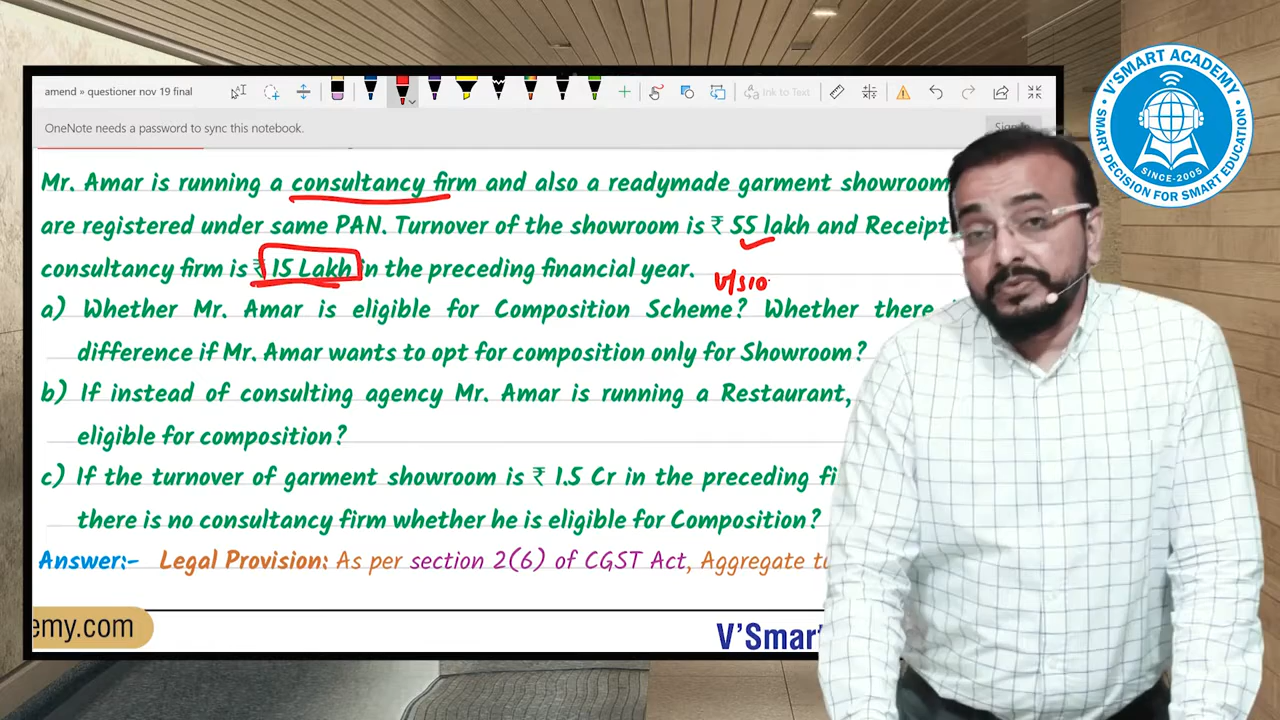 amend » questioner nov 19 final
Ink to Text
OneNote needs a password to sync this notebook.
Mr. Amar is running a consultancy firm and also a readymade garment showroom
are registered under same PAN. Turnover of the showroom is ₹ 55 lakh and Receipt
consultancy firm is ₹ 15 Lakh in the preceding financial year.
a) Whether Mr. Amar is eligible for Composition Scheme? Whether there
difference if Mr. Amar wants to opt for composition only for Showroom?
b) If instead of consulting agency Mr. Amar is running a Restaurant,
eligible for composition?
c) If the turnover of garment showroom is ₹ 1.5 Cr in the preceding fi
there is no consultancy firm whether he is eligible for Composition?
Answer:- Legal Provision: As per section 2(6) of CGST Act, Aggregate tu
emy.com
V'Smar
V'SMART ACADEMY
SMART DECISION FOR SMART EDUCATION
SINCE-2005